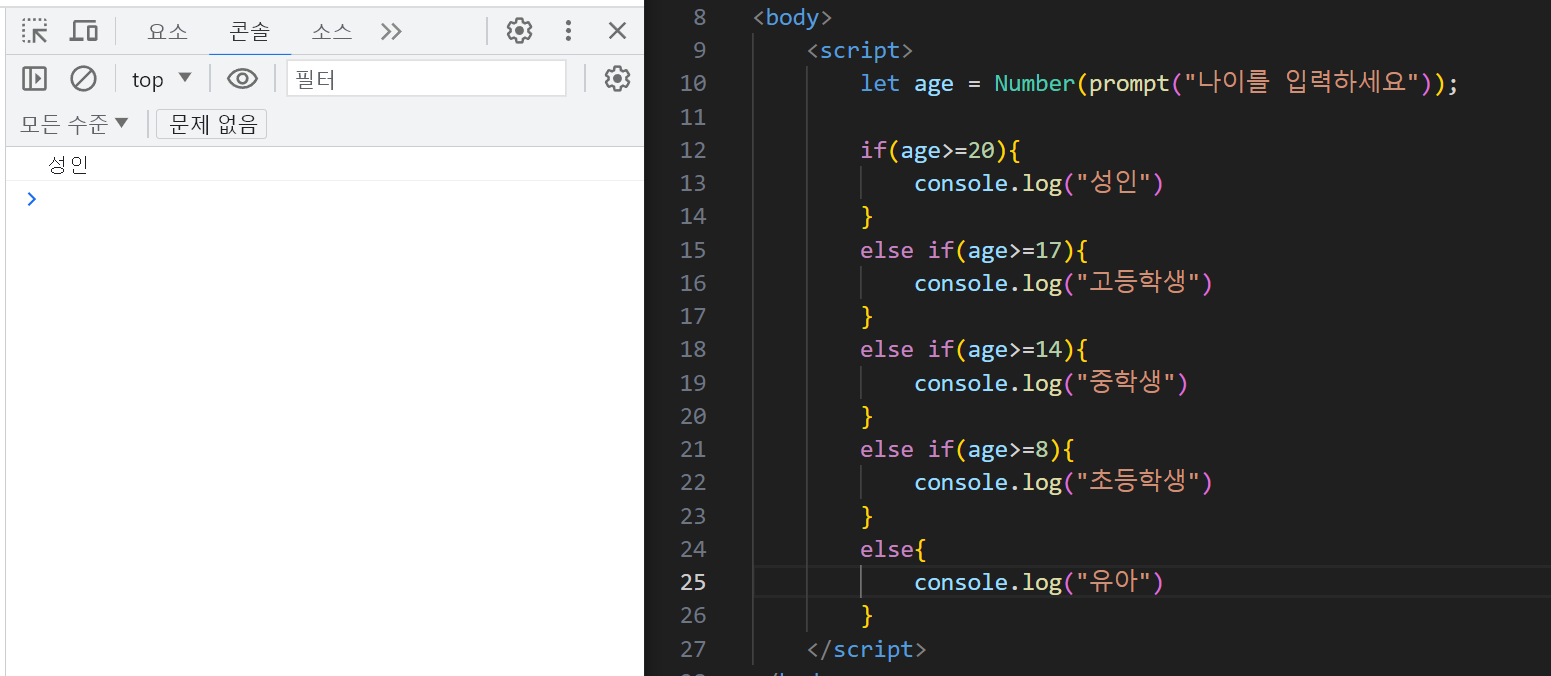 요소 콘솔 소스
top 필터
모든 수준 문제 없음
성인
8 <body>
9 <script>
10 let age = Number(prompt("나이를 입력하세요"));
11
12 if(age>=20){
13 console.log("성인")
14 }
15 else if(age>=17){
16 console.log("고등학생")
17 }
18 else if(age>=14){
19 console.log("중학생")
20 }
21 else if(age>=8){
22 console.log("초등학생")
23 }
24 else{
25 console.log("유아")
26 }
27 </script>